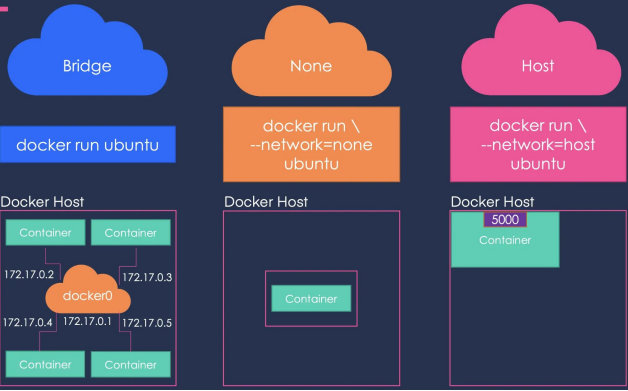 Bridge
None
Host
docker run ubuntu
docker run \
--network=none
ubuntu
docker run \
--network=host
ubuntu
Docker Host
Container
Container
172.17.0.2
172.17.0.3
docker0
172.17.0.4
172.17.0.1
172.17.0.5
Container
Container
Docker Host
Container
Docker Host
5000
Container